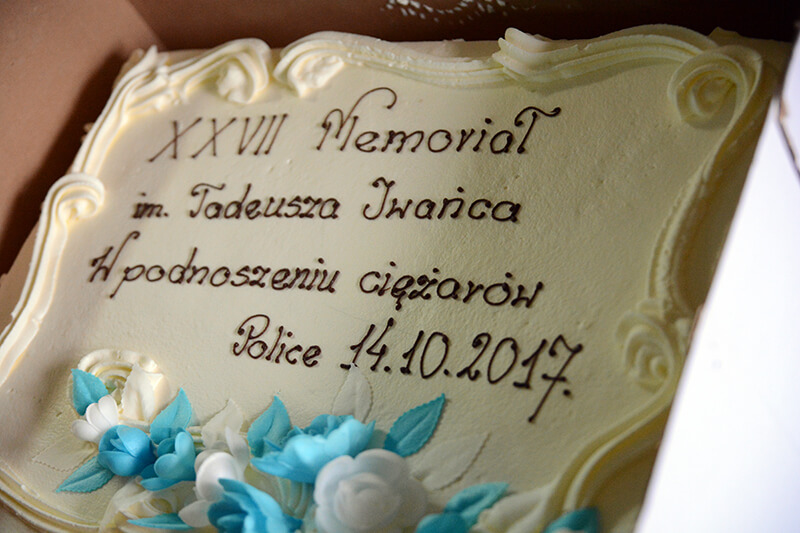 XXVII Memoriał
im. Tadeusza Iwańca
W podnoszeniu ciężarów
Police 14.10.2017.